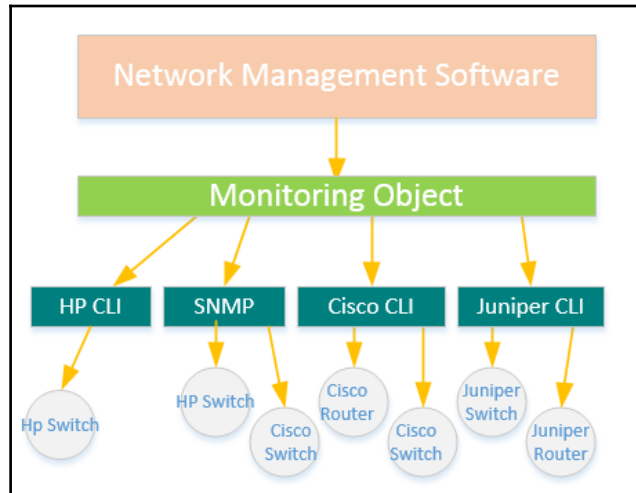 Network Management Software
Monitoring Object
HP CLI
SNMP
Cisco CLI
Juniper CLI
Hp Switch
HP Switch
Cisco
Switch
Cisco
Router
Cisco
Switch
Juniper
Switch
Juniper
Router